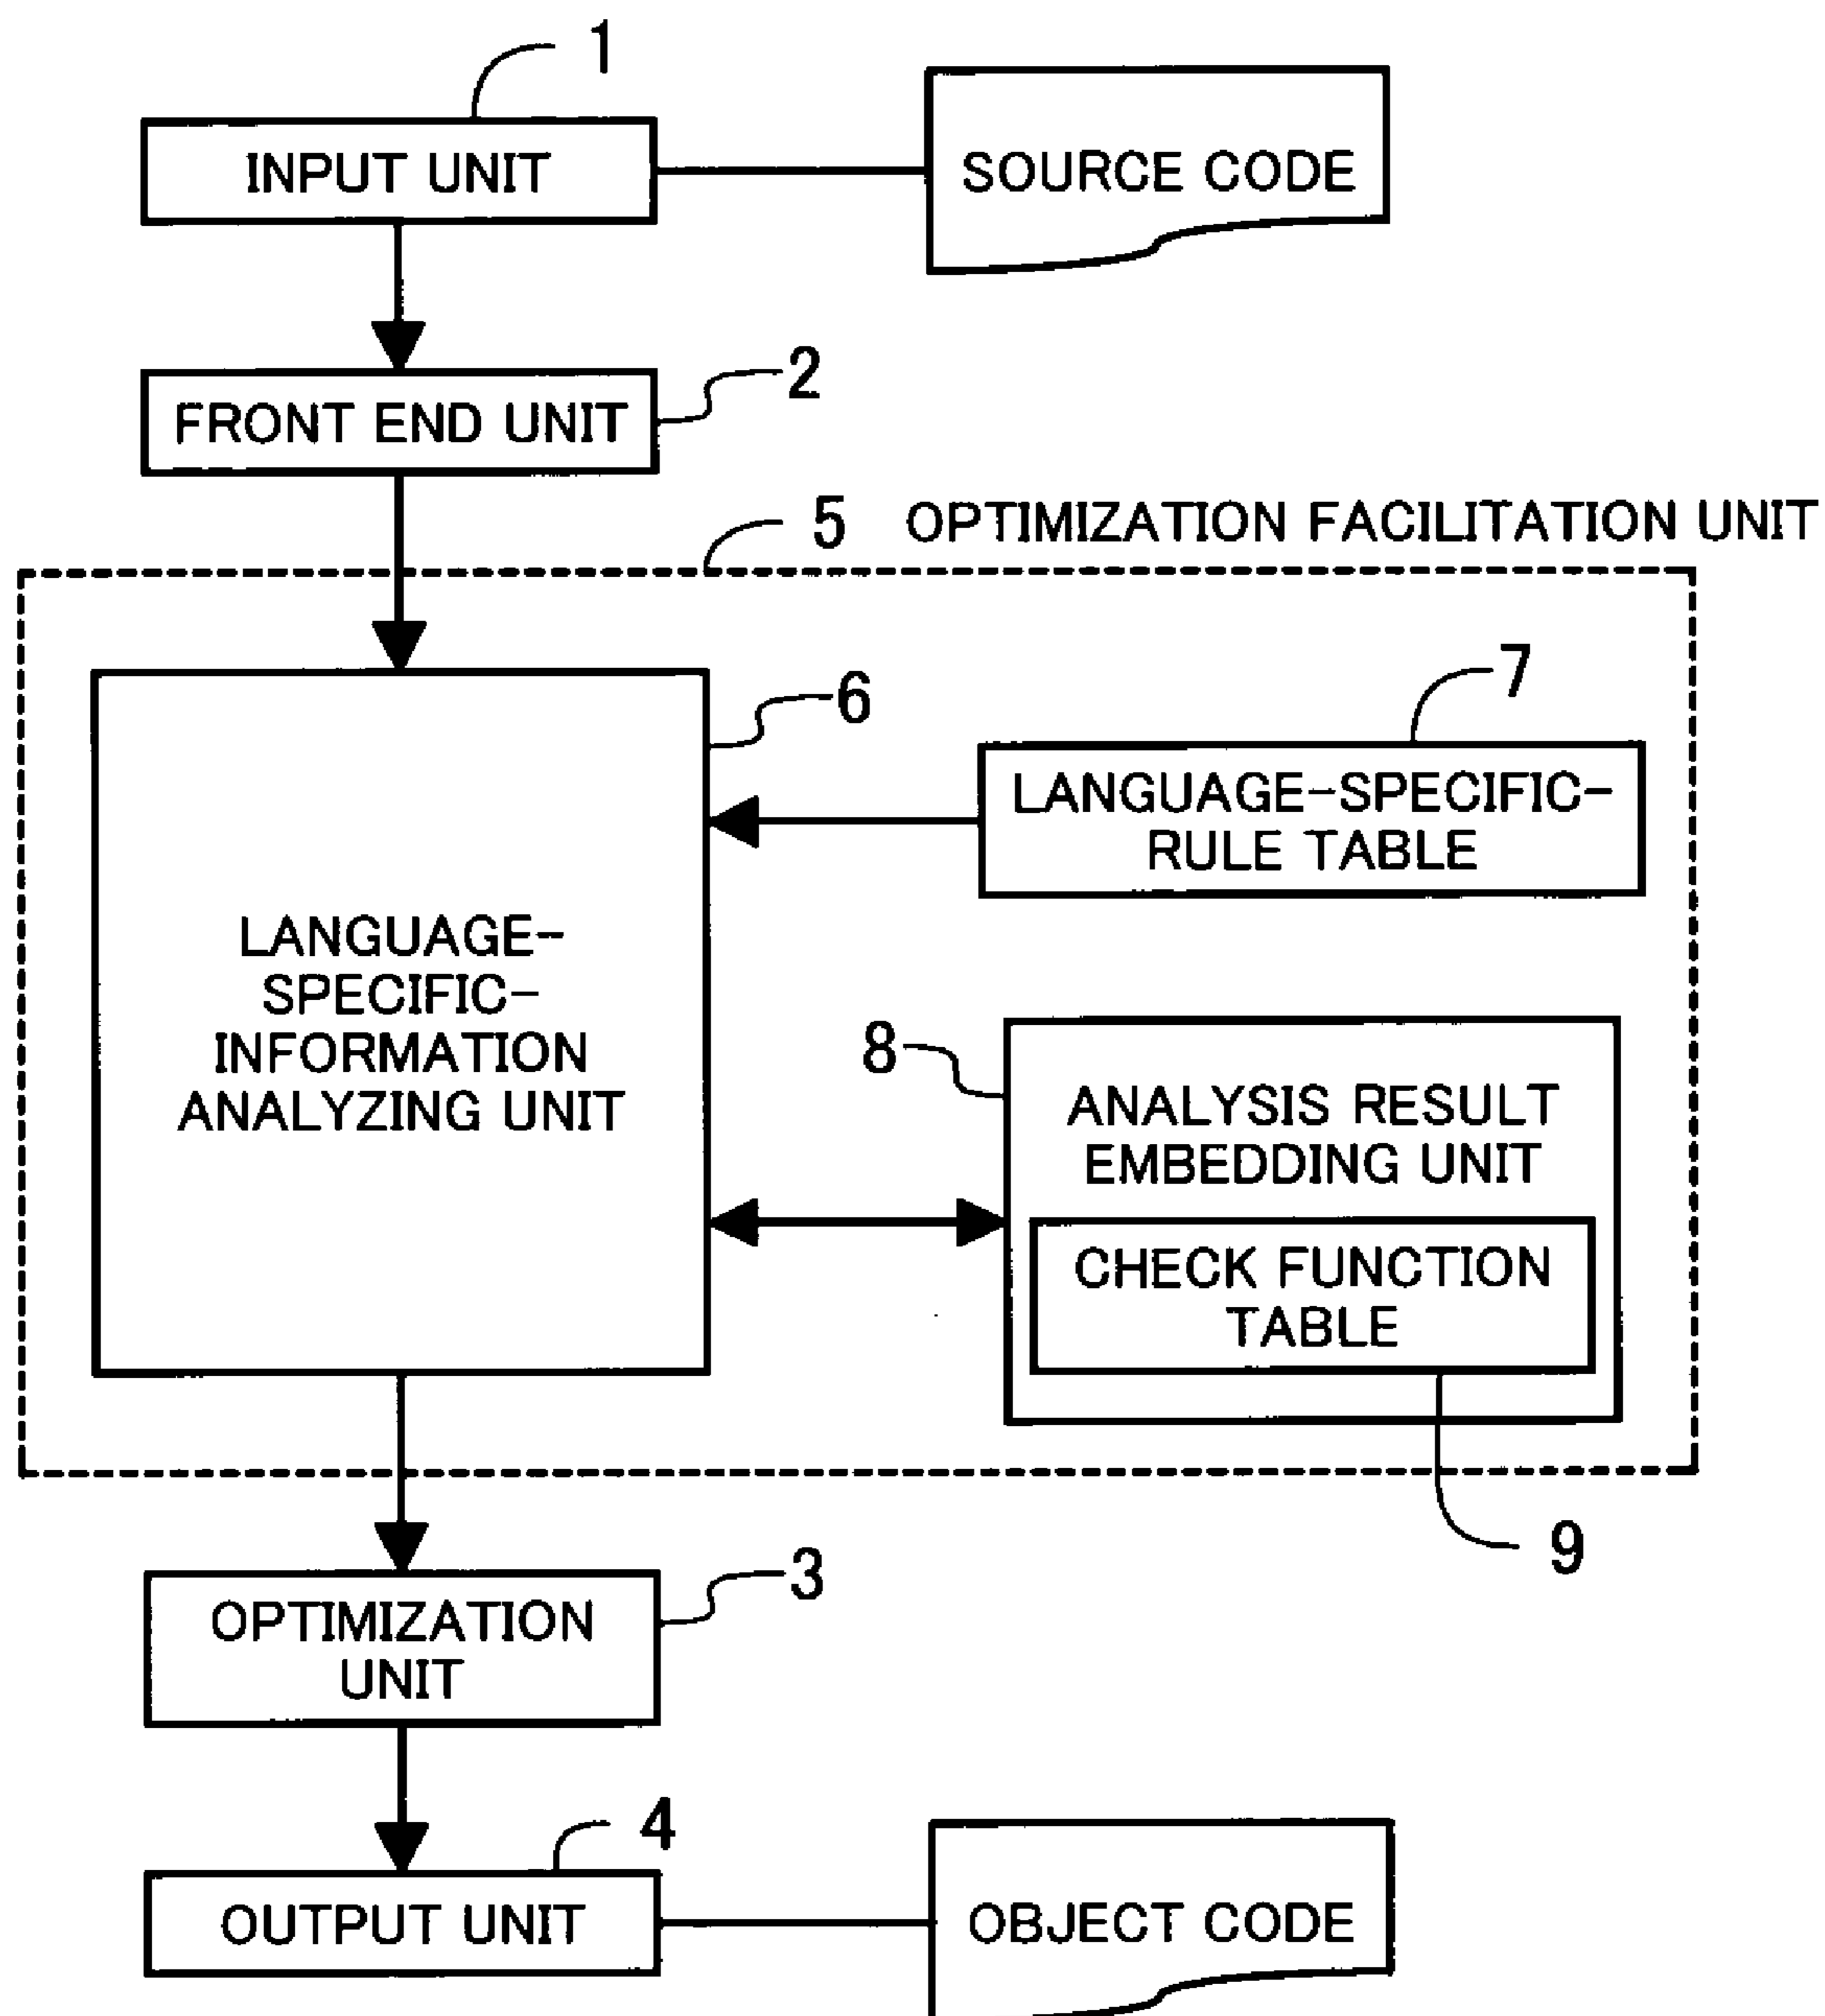 1
INPUT UNIT
SOURCE CODE
2
FRONT END UNIT
5 OPTIMIZATION FACILITATION UNIT
6
7
LANGUAGE-SPECIFIC-
RULE TABLE
LANGUAGE-
SPECIFIC-
INFORMATION
ANALYZING UNIT
8
ANALYSIS RESULT
EMBEDDING UNIT
CHECK FUNCTION
TABLE
9
3
OPTIMIZATION
UNIT
4
OUTPUT UNIT
OBJECT CODE